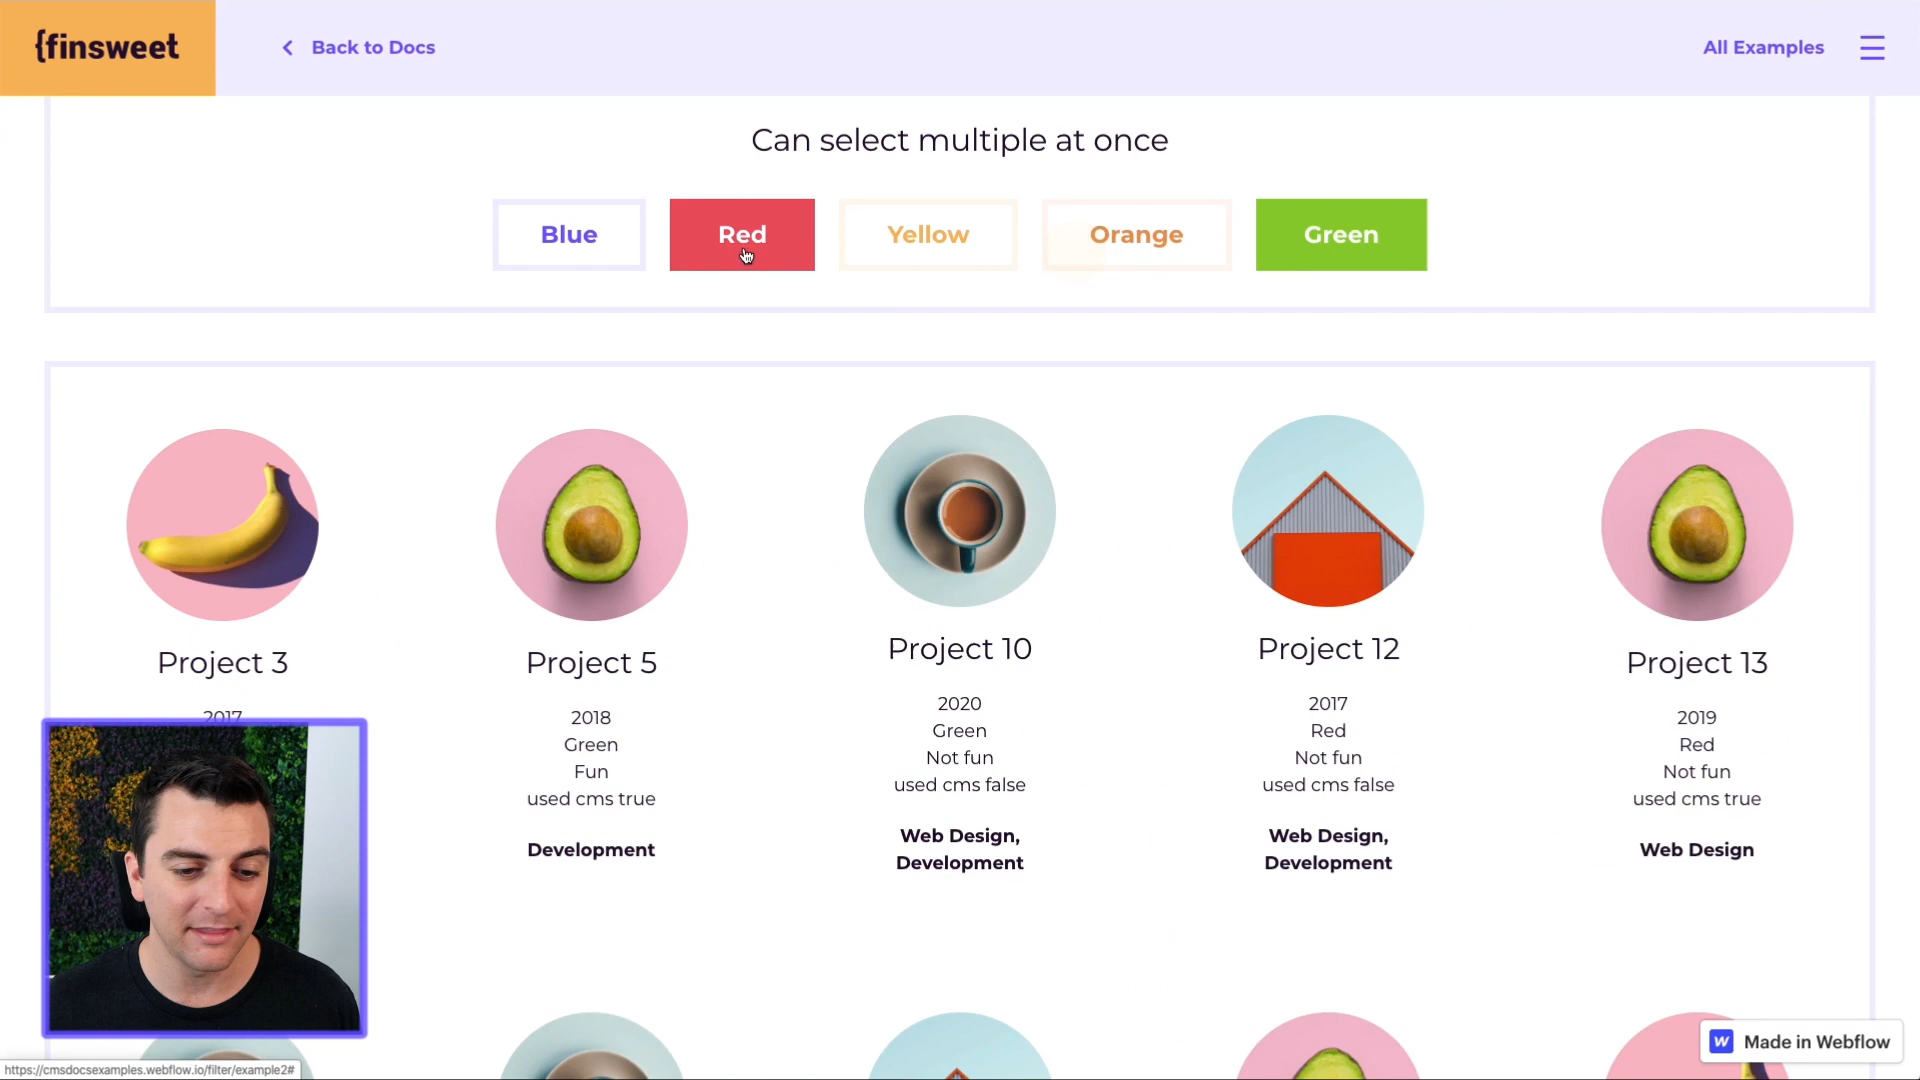 {finsweet
Back to Docs
All Examples
Can select multiple at once
Blue
Red
Yellow
Orange
Green
Project 3
2017
Project 5
2018
Green
Fun
used cms true
Development
Project 10
2020
Green
Not fun
used cms false
Web Design,
Development
Project 12
2017
Red
Not fun
used cms false
Web Design,
Development
Project 13
2019
Red
Not fun
used cms true
Web Design
W Made in Webflow
https://cmsdocsexamples.webflow.io/filter/example2#